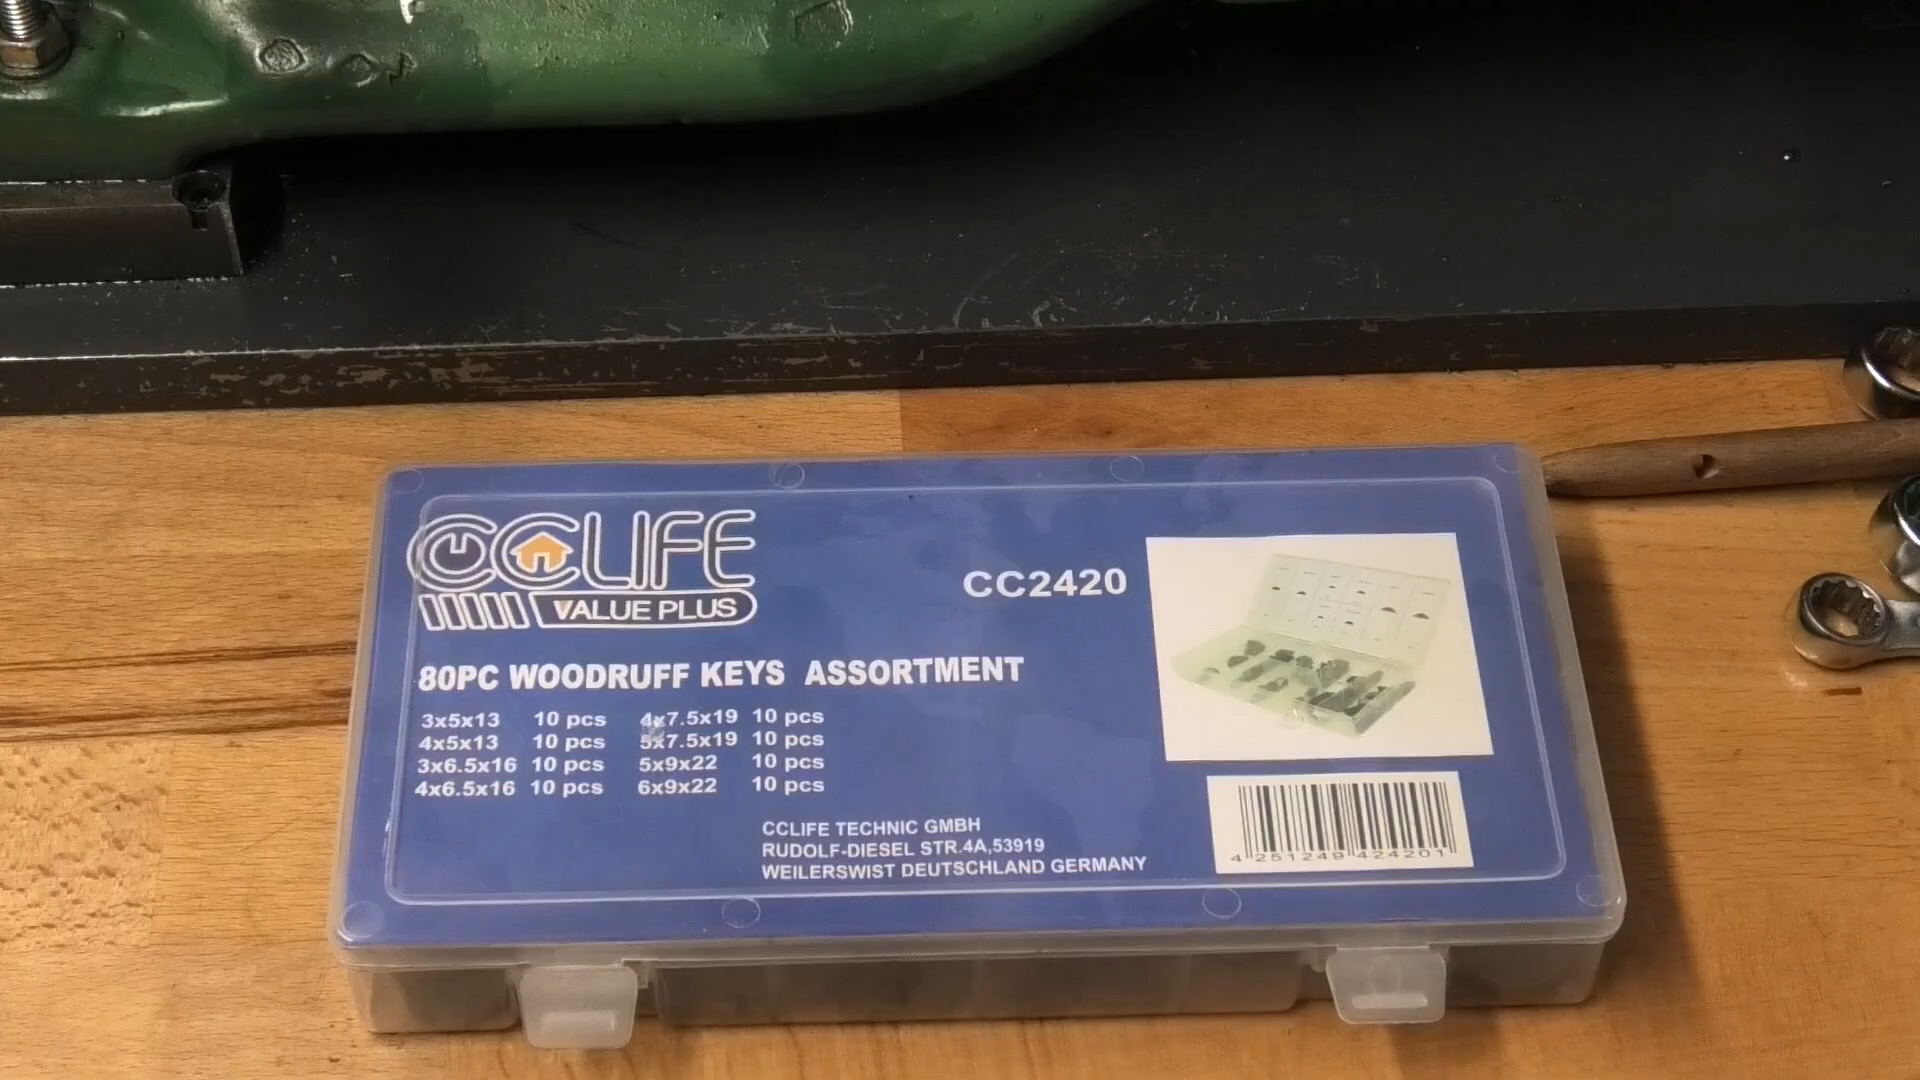 CCLIFE
VALUE PLUS
CC2420
80PC WOODRUFF KEYS ASSORTMENT
3x5x13 10 pcs 4x7.5x19 10 pcs
4x5x13 10 pcs 5x7.5x19 10 pcs
3x6.5x16 10 pcs 5x9x22 10 pcs
4x6.5x16 10 pcs 6x9x22 10 pcs
CCLIFE TECHNIC GMBH
RUDOLF-DIESEL STR.4A,53919
WEILERSWIST DEUTSCHLAND GERMANY
4 251249 424201